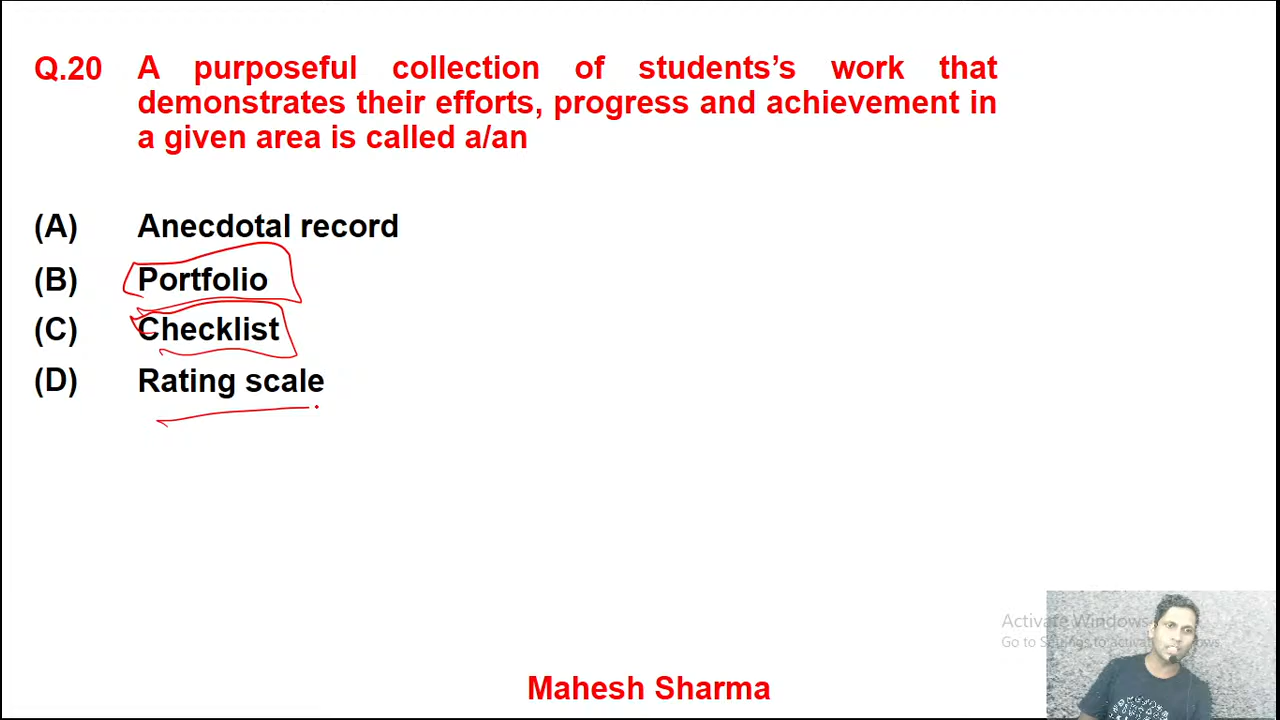 Q.20 A purposeful collection of students's work that
demonstrates their efforts, progress and achievement in
a given area is called a/an
(A) Anecdotal record
(B) Portfolio
(C) Checklist
(D) Rating scale
Activate Windows
Go to Settings to activate Windows
Mahesh Sharma